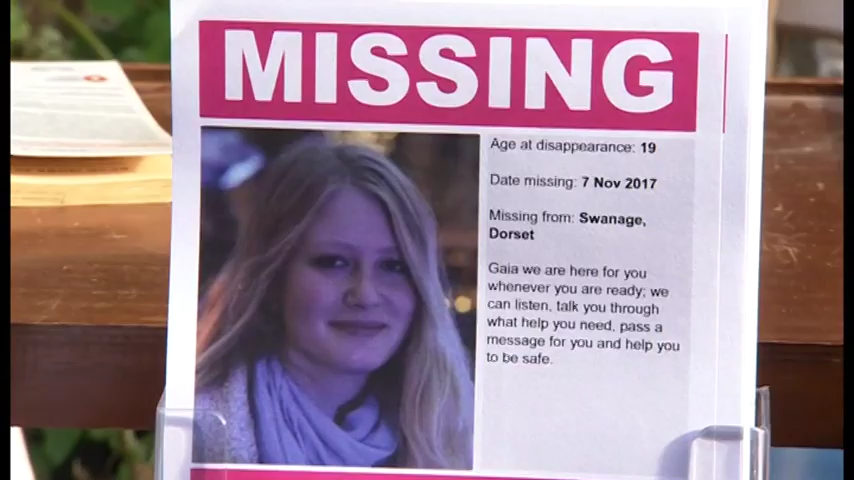 MISSING
Age at disappearance: 19
Date missing: 7 Nov 2017
Missing from: Swanage,
Dorset
Gaia we are here for you
whenever you are ready; we
can listen, talk you through
what help you need, pass a
message for you and help you
to be safe.